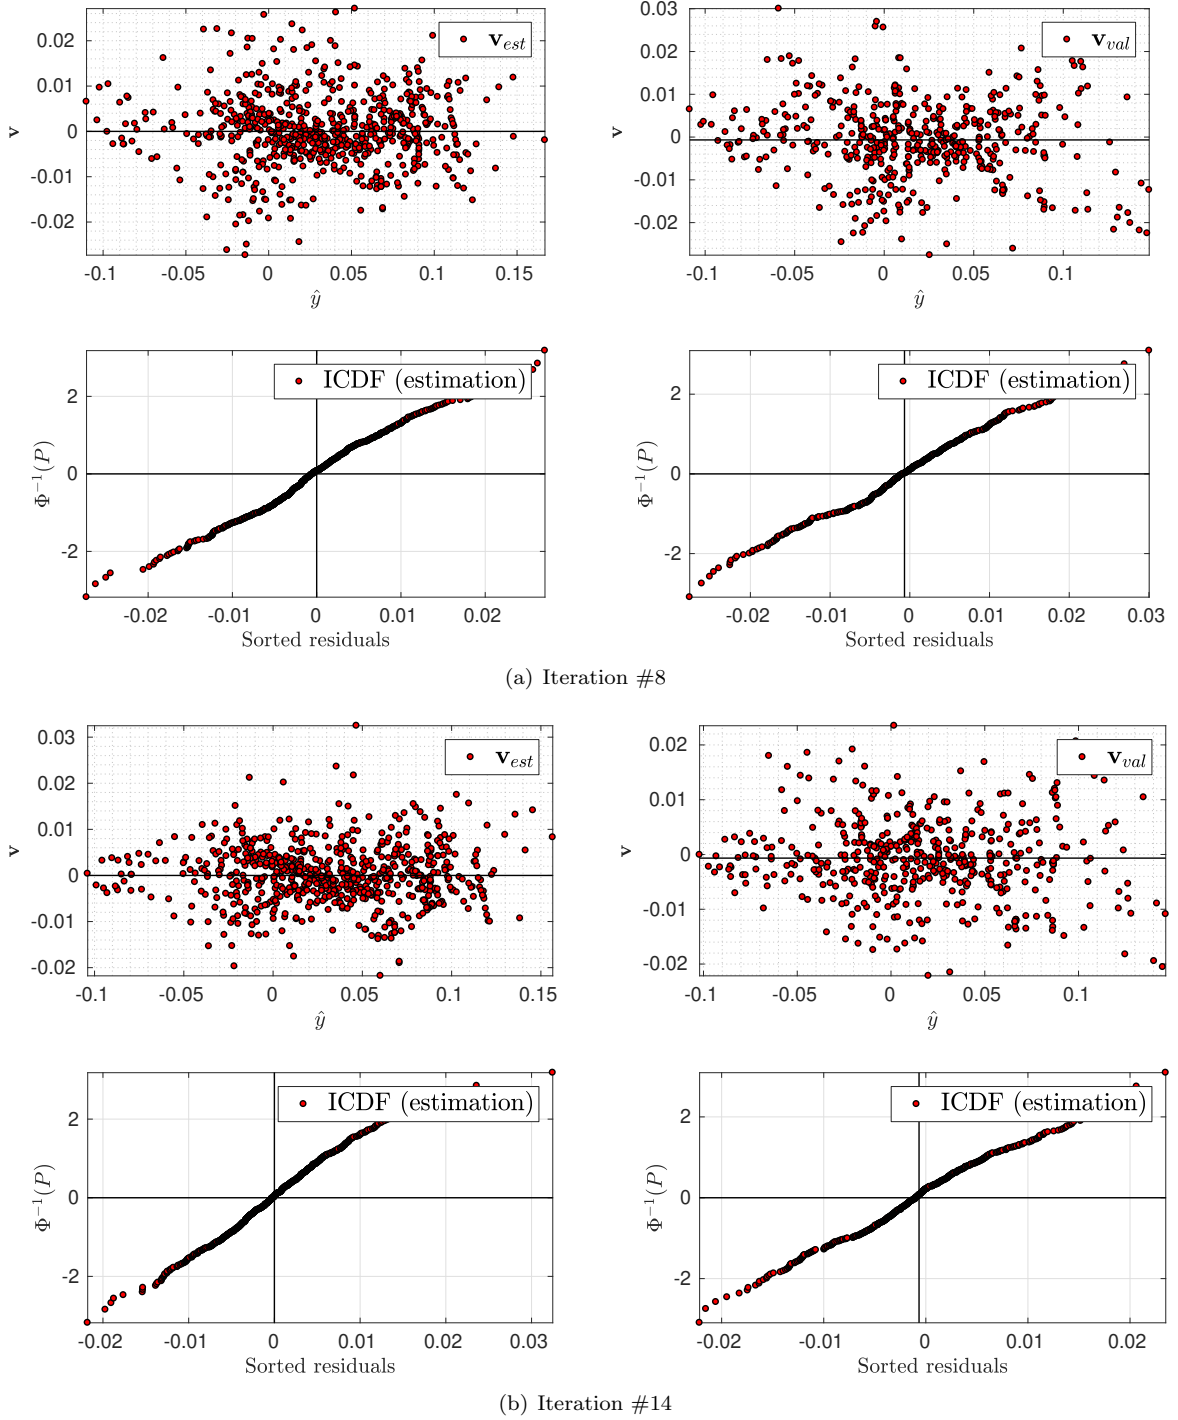 0.02
0.01
0
-0.01
-0.02
v
v_est
-0.1 -0.05 0 0.05 0.1 0.15
ŷ
0.03
0.02
0.01
0
-0.01
-0.02
v
v_val
-0.1 -0.05 0 0.05 0.1
ŷ
2
0
-2
Φ⁻¹(P)
ICDF (estimation)
-0.02 -0.01 0 0.01 0.02
Sorted residuals
2
0
-2
Φ⁻¹(P)
ICDF (estimation)
-0.02 -0.01 0 0.01 0.02 0.03
Sorted residuals
(a) Iteration #8
0.03
0.02
0.01
0
-0.01
-0.02
v
v_est
-0.1 -0.05 0 0.05 0.1 0.15
ŷ
0.02
0.01
0
-0.01
-0.02
v
v_val
-0.1 -0.05 0 0.05 0.1
ŷ
2
0
-2
Φ⁻¹(P)
ICDF (estimation)
-0.02 -0.01 0 0.01 0.02 0.03
Sorted residuals
2
0
-2
Φ⁻¹(P)
ICDF (estimation)
-0.02 -0.01 0 0.01 0.02
Sorted residuals
(b) Iteration #14